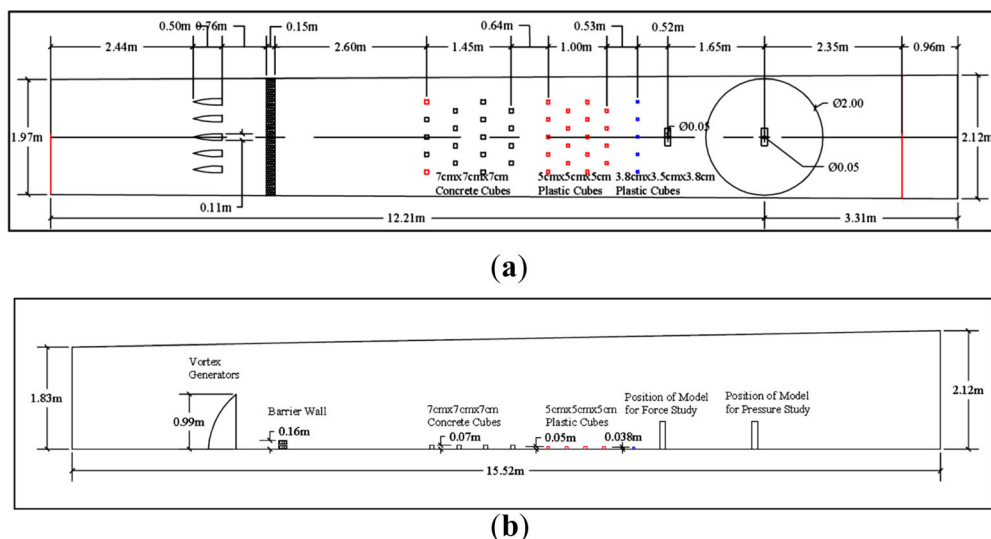 0.50m 0.76m 0.15m 0.64m 0.53m 0.52m
2.44m 2.60m 1.45m 1.00m 1.65m 2.35m 0.96m
Ø2.00
Ø0.05
1.97m 2.12m
Ø0.05
7cmx7cmx7cm 5cmx5cmx5cm 3.8cmx3.5cmx3.8cm
Concrete Cubes Plastic Cubes Plastic Cubes
0.11m
12.21m 3.31m
(a)
Vortex
Generators
1.83m 2.12m
0.99m
Barrier Wall
0.16m
7cmx7cmx7cm 5cmx5cmx5cm
Concrete Cubes Plastic Cubes
0.07m 0.05m 0.038m
Position of Model
for Force Study
Position of Model
for Pressure Study
15.52m
(b)